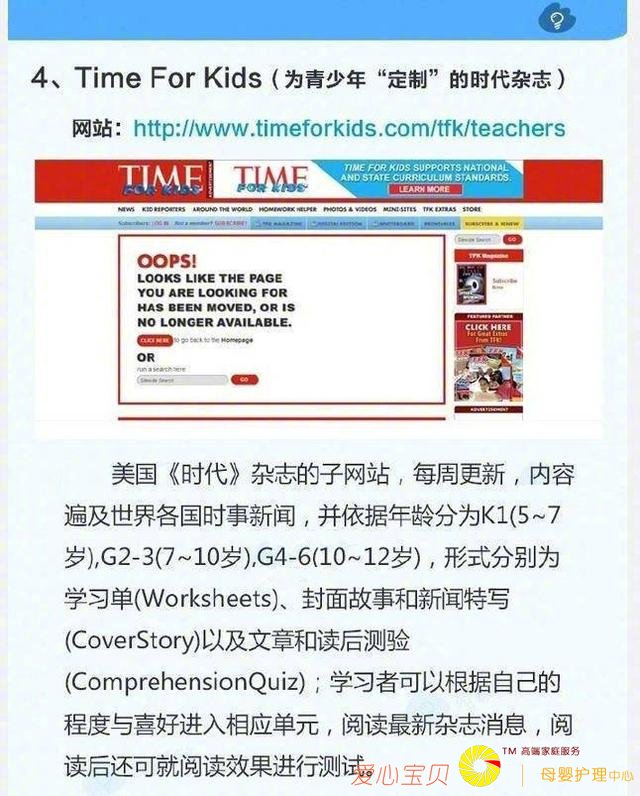 4、Time For Kids（为青少年“定制”的时代杂志）
网站：http://www.timeforkids.com/tfk/teachers
TIME FOR KIDS
ADVERTISEMENT
TIME FOR KIDS
TIME FOR KIDS SUPPORTS NATIONAL
AND STATE CURRICULUM STANDARDS.
LEARN MORE
NEWS KID REPORTERS AROUND THE WORLD HOMEWORK HELPER PHOTOS & VIDEOS MINI-SITES TFK EXTRAS STORE
Subscribers: LOG IN Not a member? SUBSCRIBE! TFK MAGAZINE DIGITAL EDITION WHITEBOARD PRINTABLES SUBSCRIBE & RENEW
Sitewide Search GO
OOPS!
LOOKS LIKE THE PAGE
YOU ARE LOOKING FOR
HAS BEEN MOVED, OR IS
NO LONGER AVAILABLE.
CLICK HERE to go back to the Homepage
OR
run a search here
Sitewide Search GO
TFK Magazine
Subscribe
FEATURED PARTNER
CLICK HERE
For Great Extras
From TFK!
ADVERTISEMENT
美国《时代》杂志的子网站，每周更新，内容
遍及世界各国时事新闻，并依据年龄分为K1(5~7
岁),G2-3(7~10岁),G4-6(10~12岁)，形式分别为
学习单(Worksheets)、封面故事和新闻特写
(CoverStory)以及文章和读后测验
(ComprehensionQuiz)；学习者可以根据自己的
程度与喜好进入相应单元，阅读最新杂志消息，阅
读后还可就阅读效果进行测试。
爱心宝贝
TM 高端家庭服务
母婴护理中心